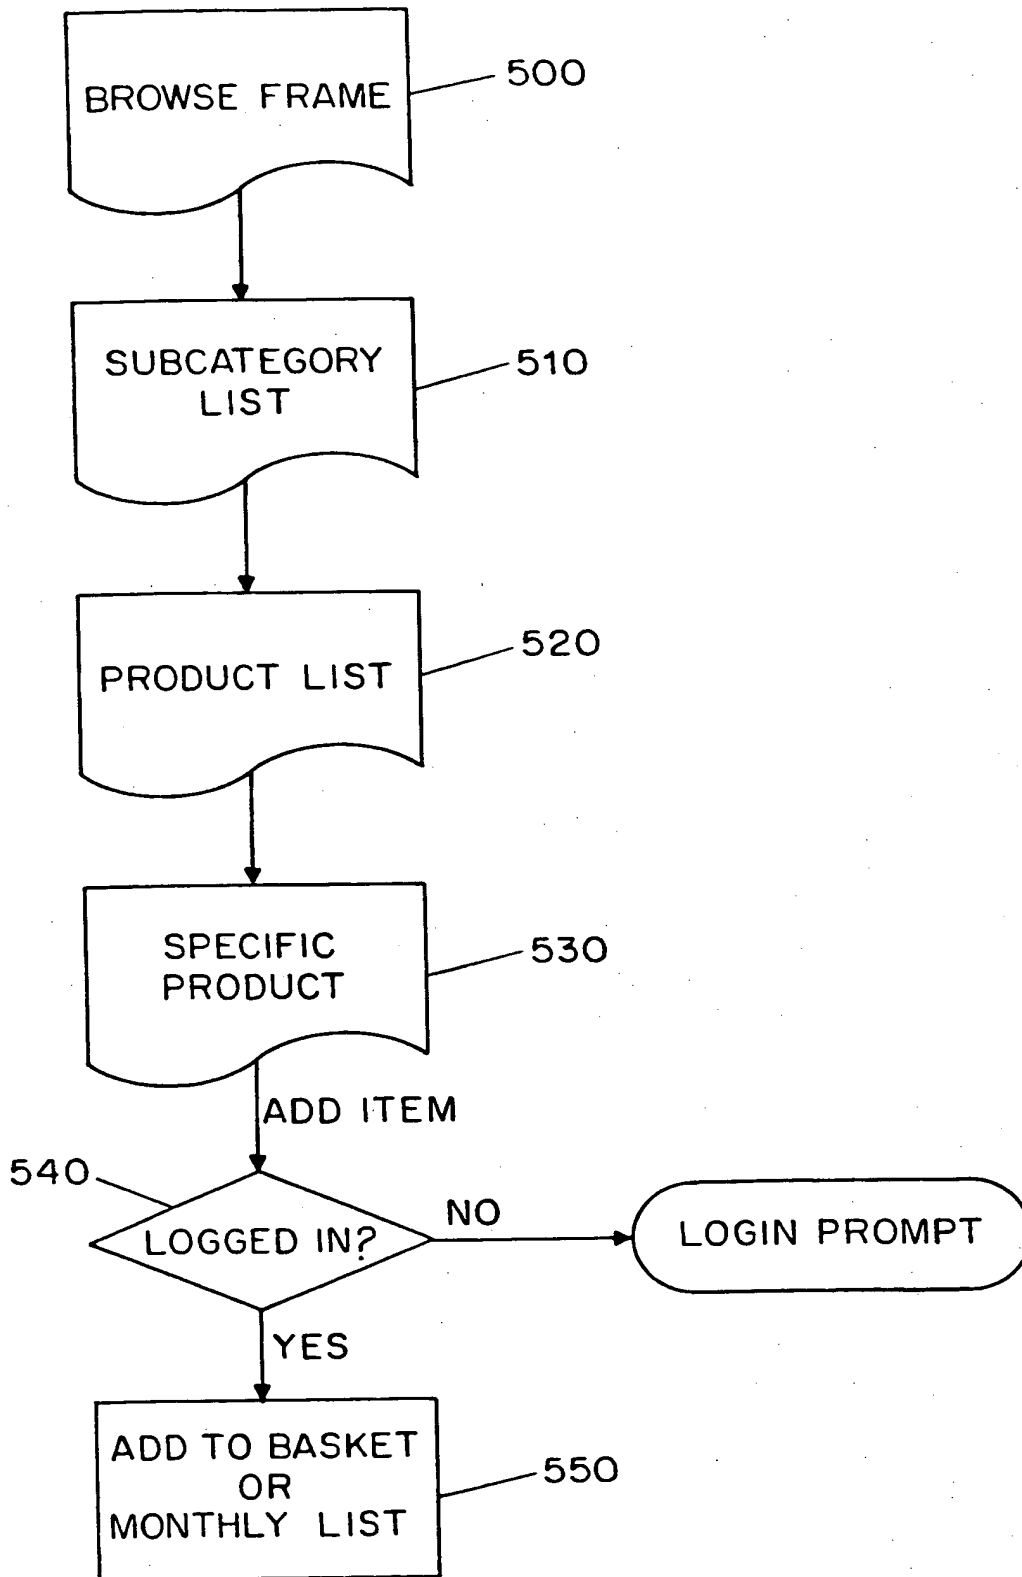 BROWSE FRAME
500
SUBCATEGORY
LIST
510
PRODUCT LIST
520
SPECIFIC
PRODUCT
530
ADD ITEM
540
LOGGED IN?
NO
LOGIN PROMPT
YES
ADD TO BASKET
OR
MONTHLY LIST
550